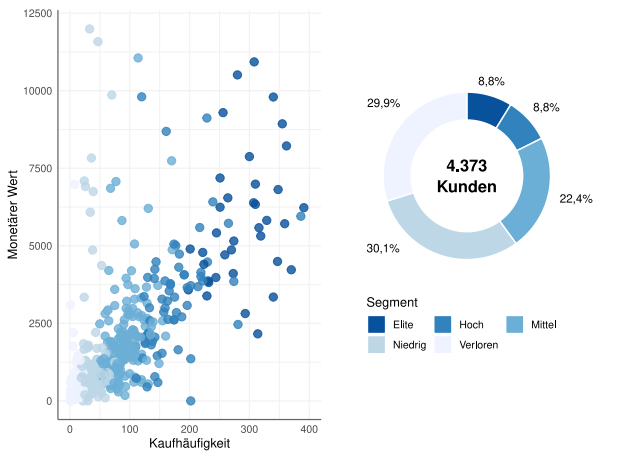 12500
10000
7500
5000
2500
0
Monetärer Wert
0
100
200
300
400
Kaufhäufigkeit
8,8%
8,8%
22,4%
30,1%
29,9%
4.373
Kunden
Segment
Elite
Hoch
Mittel
Niedrig
Verloren